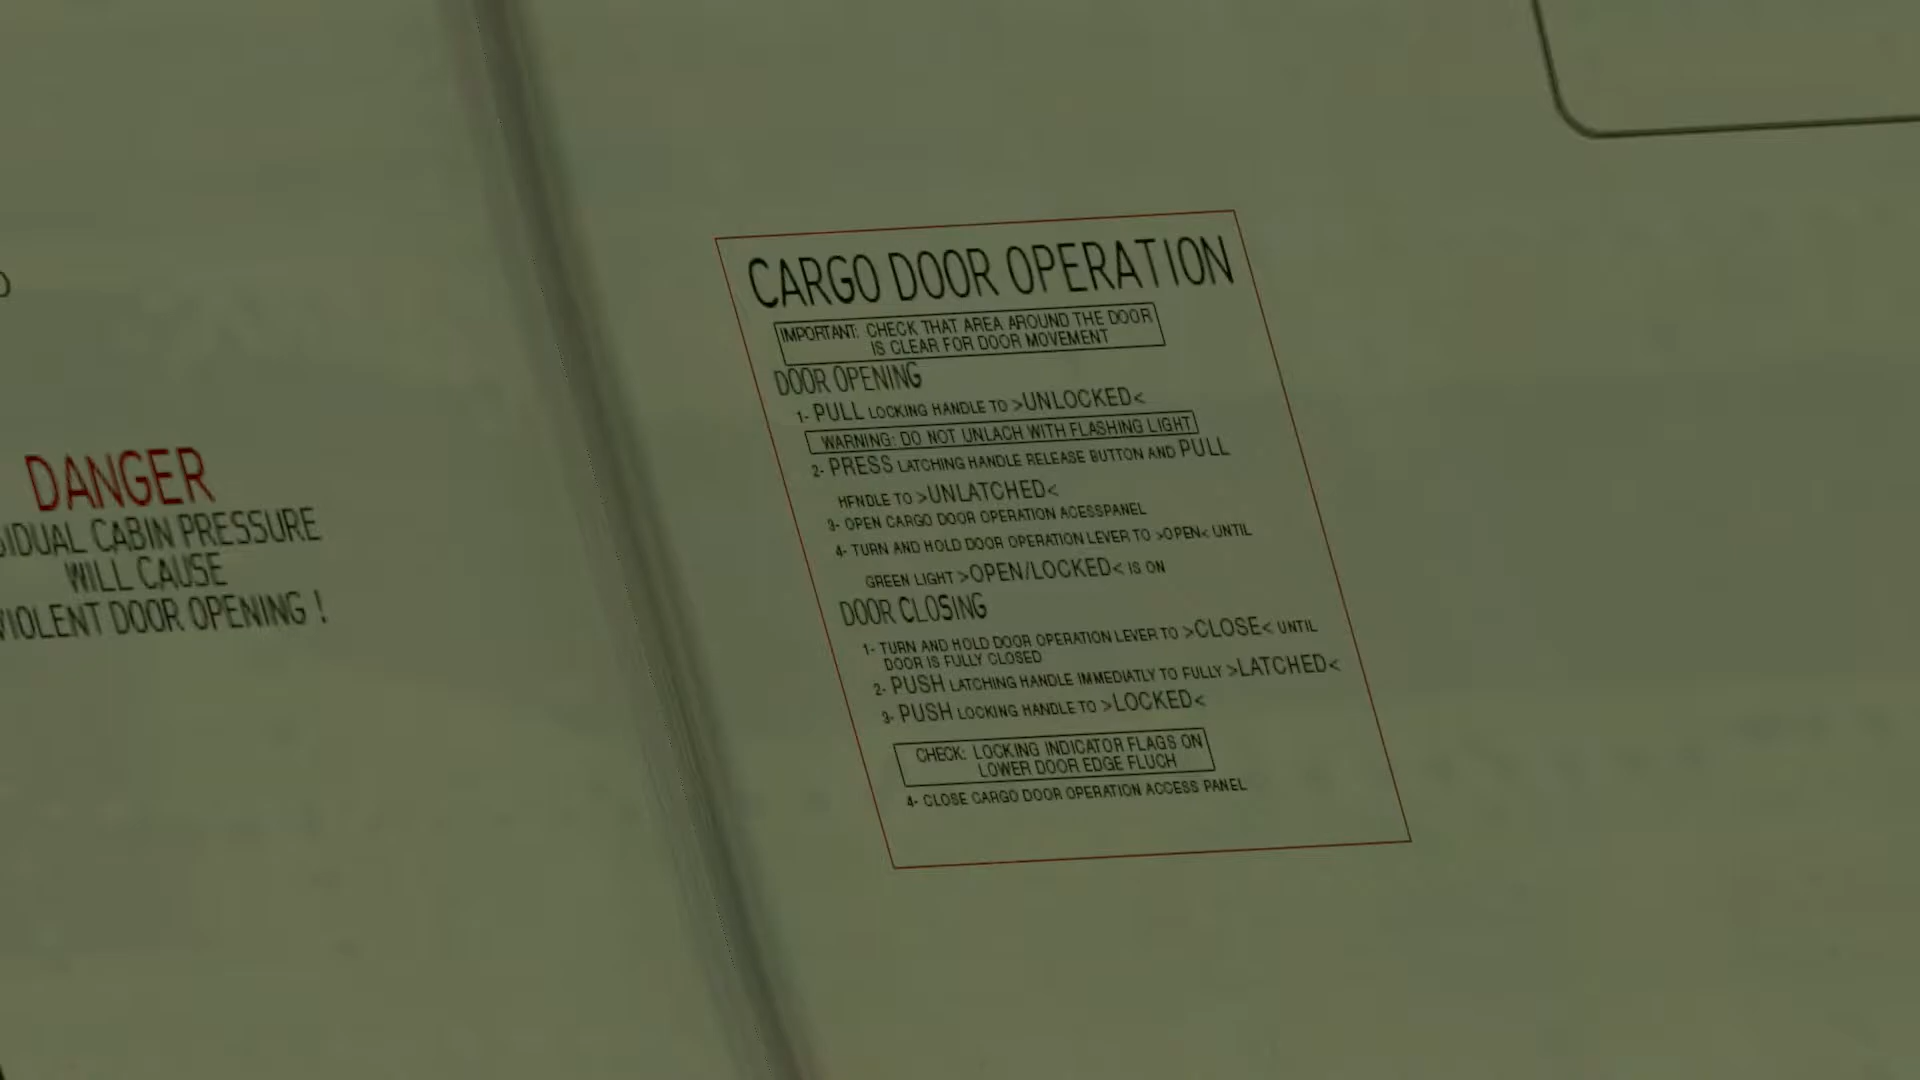 DANGER
CABIN PRESSURE
WILL CAUSE
VIOLENT DOOR OPENING !
CARGO DOOR OPERATION
IMPORTANT: CHECK THAT AREA AROUND THE DOOR
IS CLEAR FOR DOOR MOVEMENT
DOOR OPENING
1- PULL LOCKING HANDLE TO >UNLOCKED<
WARNING: DO NOT UNLACH WITH FLASHING LIGHT
2- PRESS LATCHING HANDLE RELEASE BUTTON AND PULL
HFNDLE TO >UNLATCHED<
3- OPEN CARGO DOOR OPERATION ACESSPANEL
4- TURN AND HOLD DOOR OPERATION LEVER TO >OPEN< UNTIL
GREEN LIGHT >OPEN/LOCKED< IS ON
DOOR CLOSING
1- TURN AND HOLD DOOR OPERATION LEVER TO >CLOSE< UNTIL
DOOR IS FULLY CLOSED
2- PUSH LATCHING HANDLE IMMEDIATLY TO FULLY >LATCHED<
3- PUSH LOCKING HANDLE TO >LOCKED<
CHECK: LOCKING INDICATOR FLAGS ON
LOWER DOOR EDGE FLUCH
4- CLOSE CARGO DOOR OPERATION ACCESS PANEL